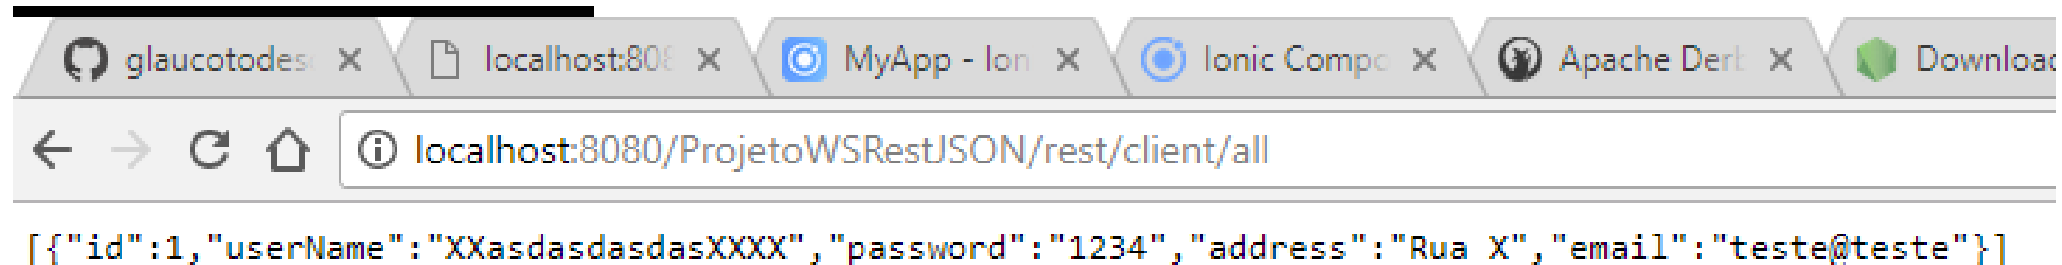 glaucotodes
localhost:808
MyApp - Ion
Ionic Compo
Apache Derb
Download
localhost:8080/ProjetoWSRestJSON/rest/client/all
[{"id":1,"userName":"XXasdasdasdasXXXX","password":"1234","address":"Rua X","email":"teste@teste"}]